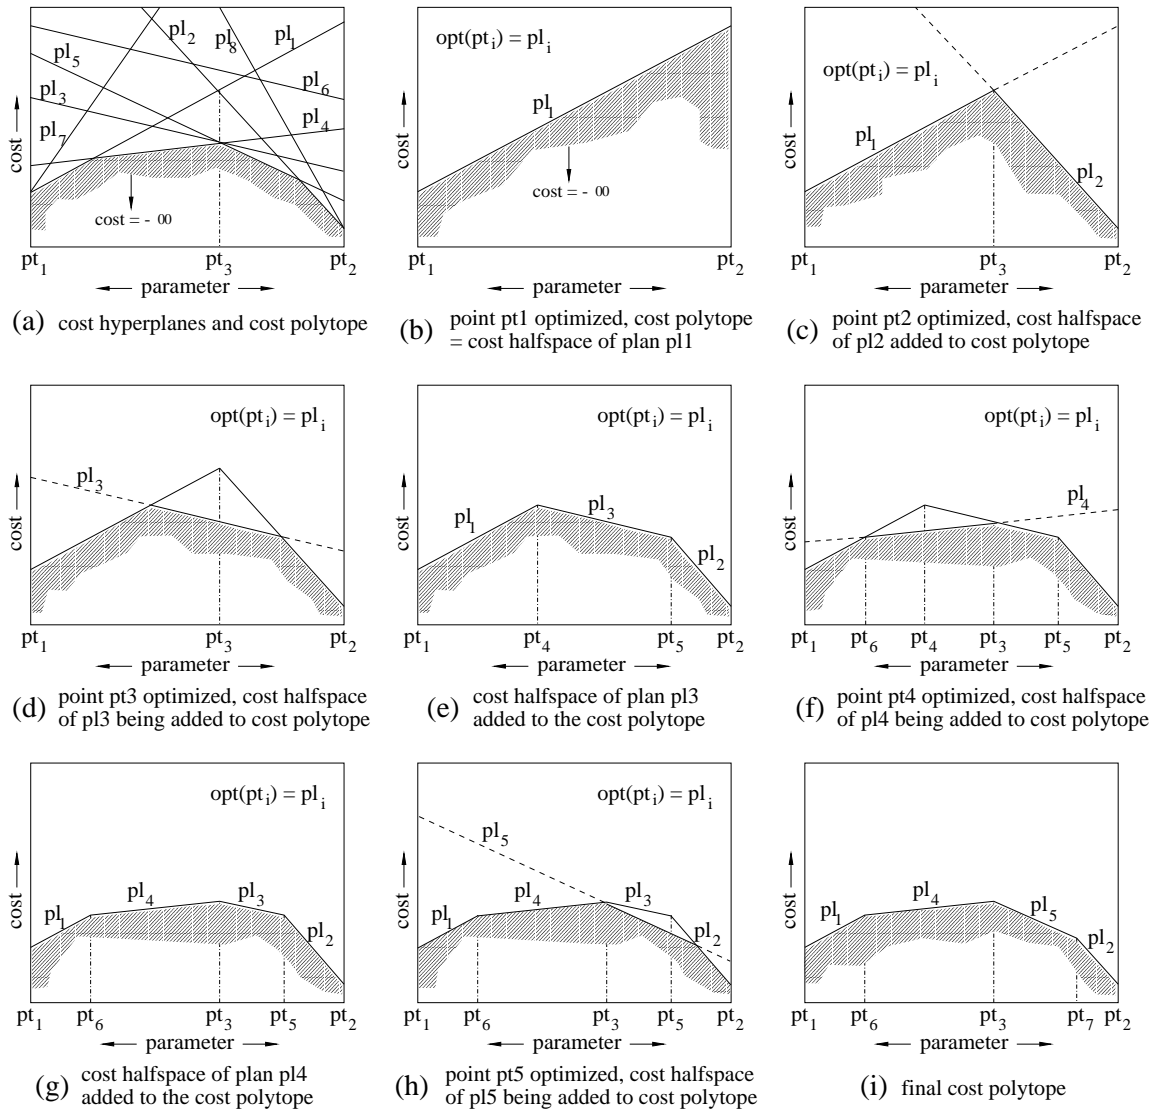 pl2
pl8
pl1
pl5
pl6
pl3
pl4
pl7
cost
cost = - 00
pt1
pt3
pt2
parameter
(a) cost hyperplanes and cost polytope
opt(pti) = pli
pl1
cost
cost = - 00
pt1
pt2
parameter
(b) point pt1 optimized, cost polytope
= cost halfspace of plan pl1
opt(pti) = pli
pl1
pl2
cost
pt1
pt3
pt2
parameter
(c) point pt2 optimized, cost halfspace
of pl2 added to cost polytope
opt(pti) = pli
pl3
cost
pt1
pt3
pt2
parameter
(d) point pt3 optimized, cost halfspace
of pl3 being added to cost polytope
opt(pti) = pli
pl1
pl3
pl2
cost
pt1
pt4
pt5
pt2
parameter
(e) cost halfspace of plan pl3
added to the cost polytope
opt(pti) = pli
pl4
cost
pt1
pt6
pt4
pt3
pt5
pt2
parameter
(f) point pt4 optimized, cost halfspace
of pl4 being added to cost polytope
opt(pti) = pli
pl1
pl4
pl3
pl2
cost
pt1
pt6
pt3
pt5
pt2
parameter
(g) cost halfspace of plan pl4
added to the cost polytope
opt(pti) = pli
pl5
pl1
pl4
pl3
pl2
cost
pt1
pt6
pt3
pt5
pt2
parameter
(h) point pt5 optimized, cost halfspace
of pl5 being added to cost polytope
pl1
pl4
pl5
pl2
cost
pt1
pt6
pt3
pt7
pt2
parameter
(i) final cost polytope